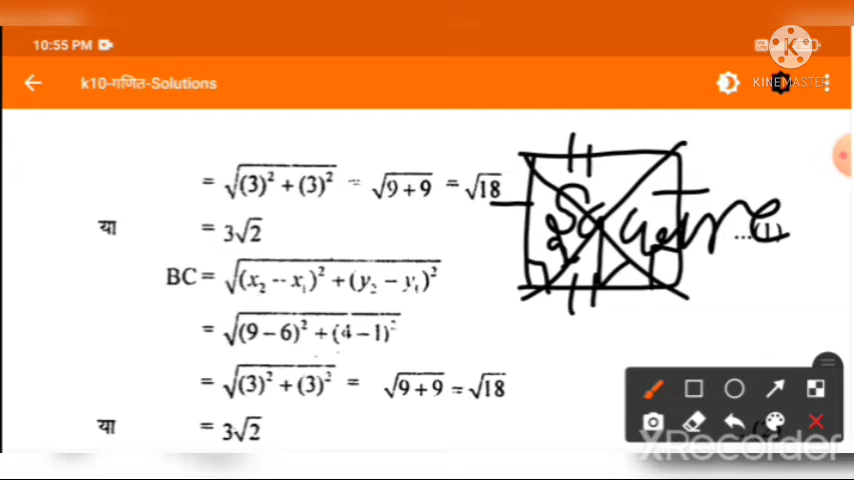 10:55 PM
KINEMASTER
k10-गणित-Solutions
= √(3)² + (3)² = √9 + 9 = √18
या = 3√2
Square
...(1)
BC = √(x₂ -- x₁)² + (y₂ − y₁)²
= √(9 − 6)² + (4 − 1)²
= √(3)² + (3)² = √9 + 9 = √18
या = 3√2
(2)
XRecorder